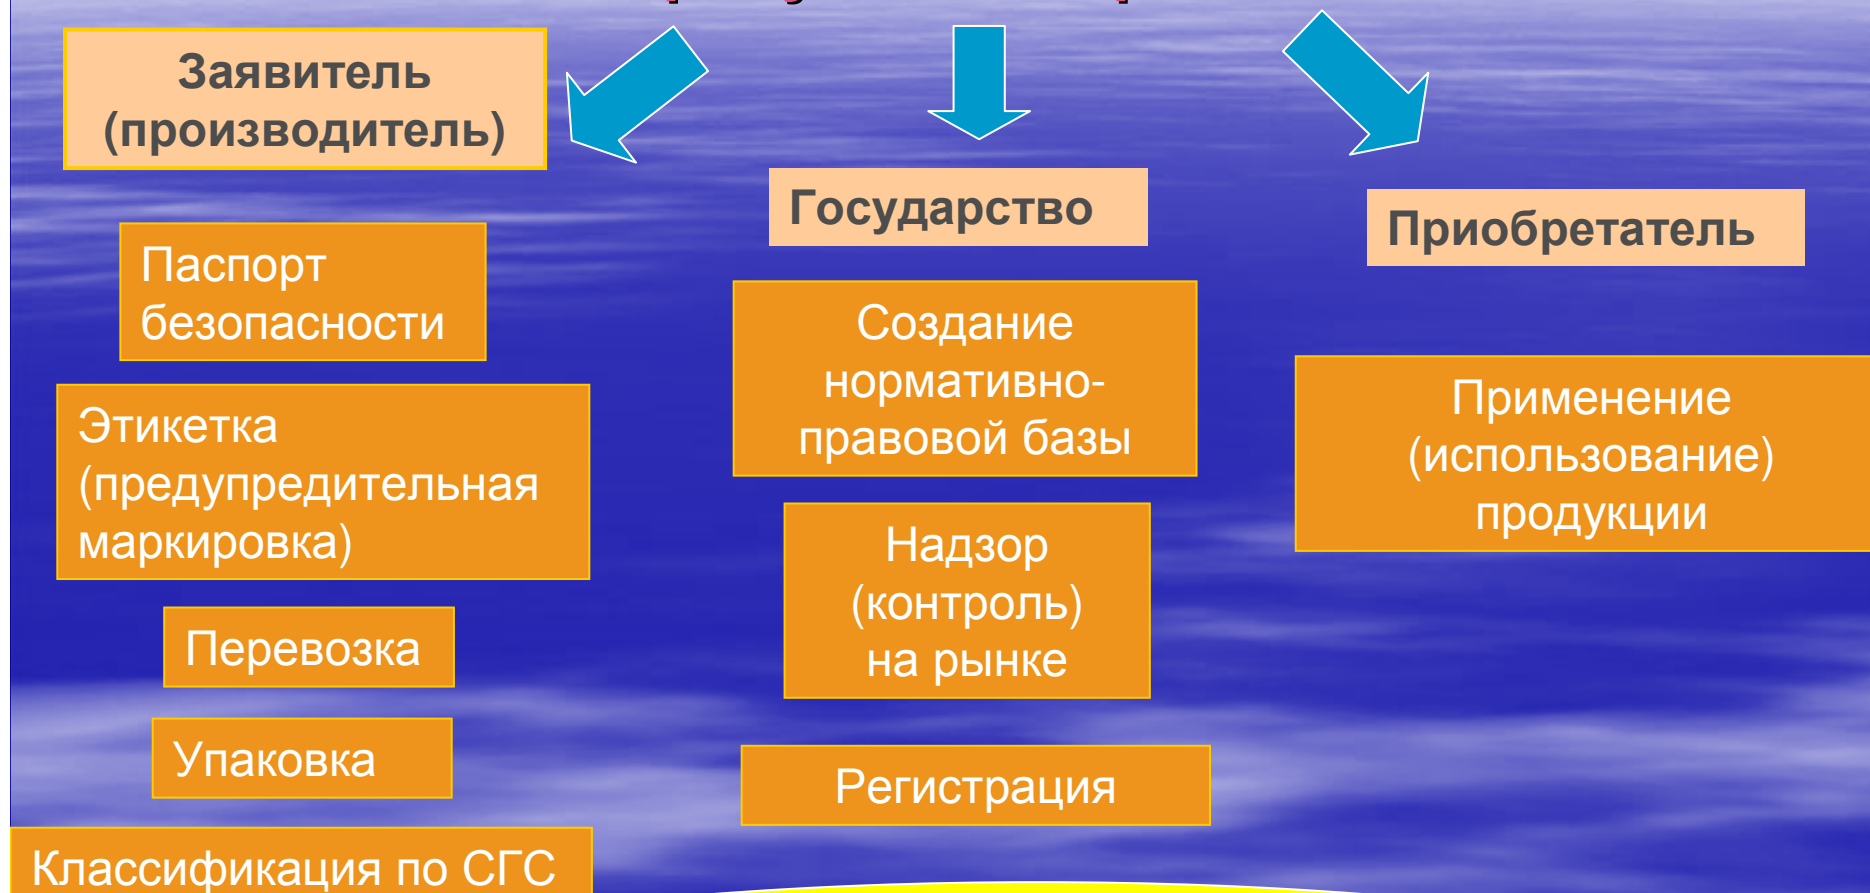 Заявитель
(производитель)
Паспорт
безопасности
Этикетка
(предупредительная
маркировка)
Перевозка
Упаковка
Классификация по СГС
Государство
Создание
нормативно-
правовой базы
Надзор
(контроль)
на рынке
Регистрация
Приобретатель
Применение
(использование)
продукции